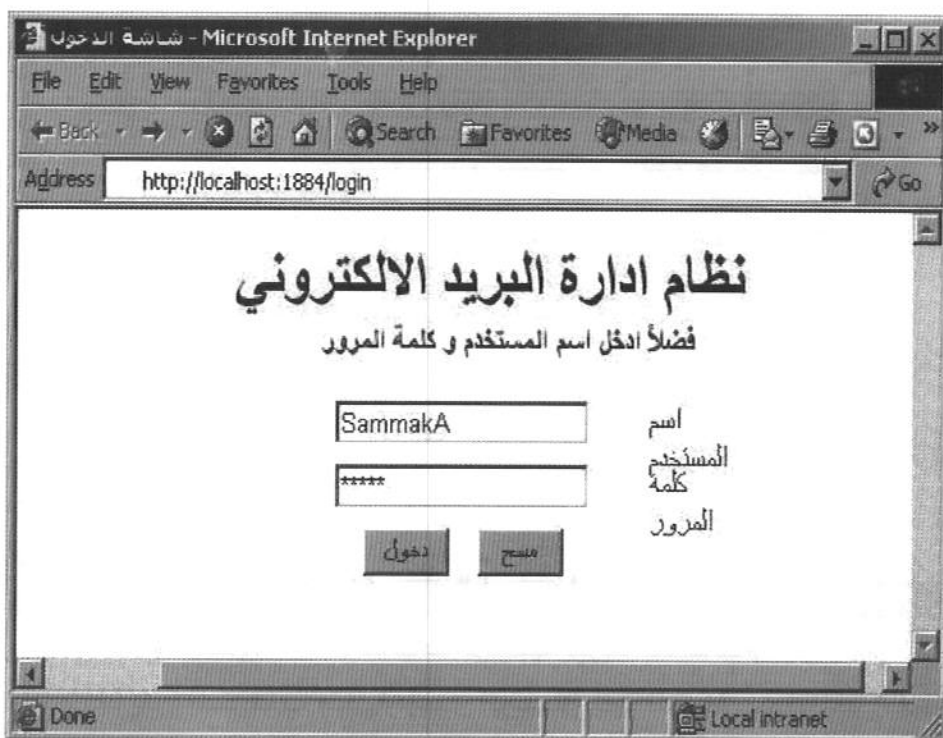 شاشة الدخول - Microsoft Internet Explorer
File Edit View Favorites Tools Help
Back Search Favorites Media
Address http://localhost:1884/login Go
نظام ادارة البريد الالكتروني
فضلاً ادخل اسم المستخدم و كلمة المرور
اسم المستخدم
SammakA
كلمة المرور
*****
مسح دخول
Done Local intranet